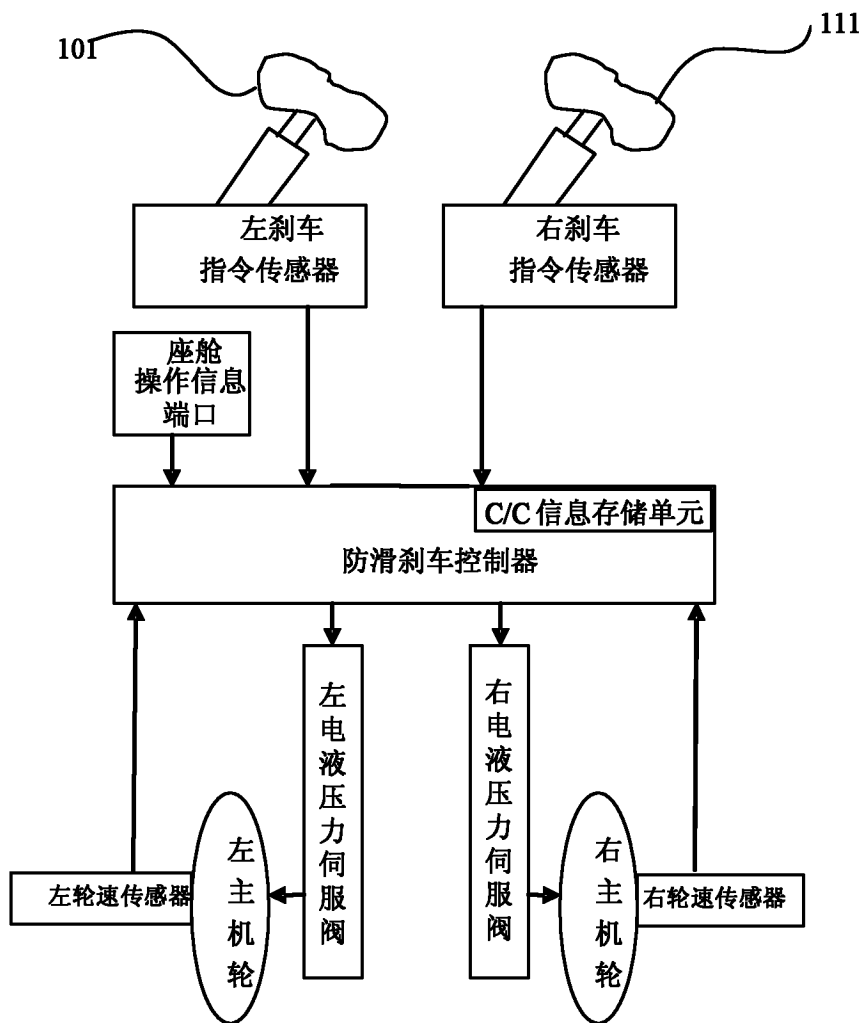 101
111
左刹车
指令传感器
右刹车
指令传感器
座舱
操作信息
端口
C/C 信息存储单元
防滑刹车控制器
左电液压力伺服阀
右电液压力伺服阀
左轮速传感器
左主机轮
右主机轮
右轮速传感器